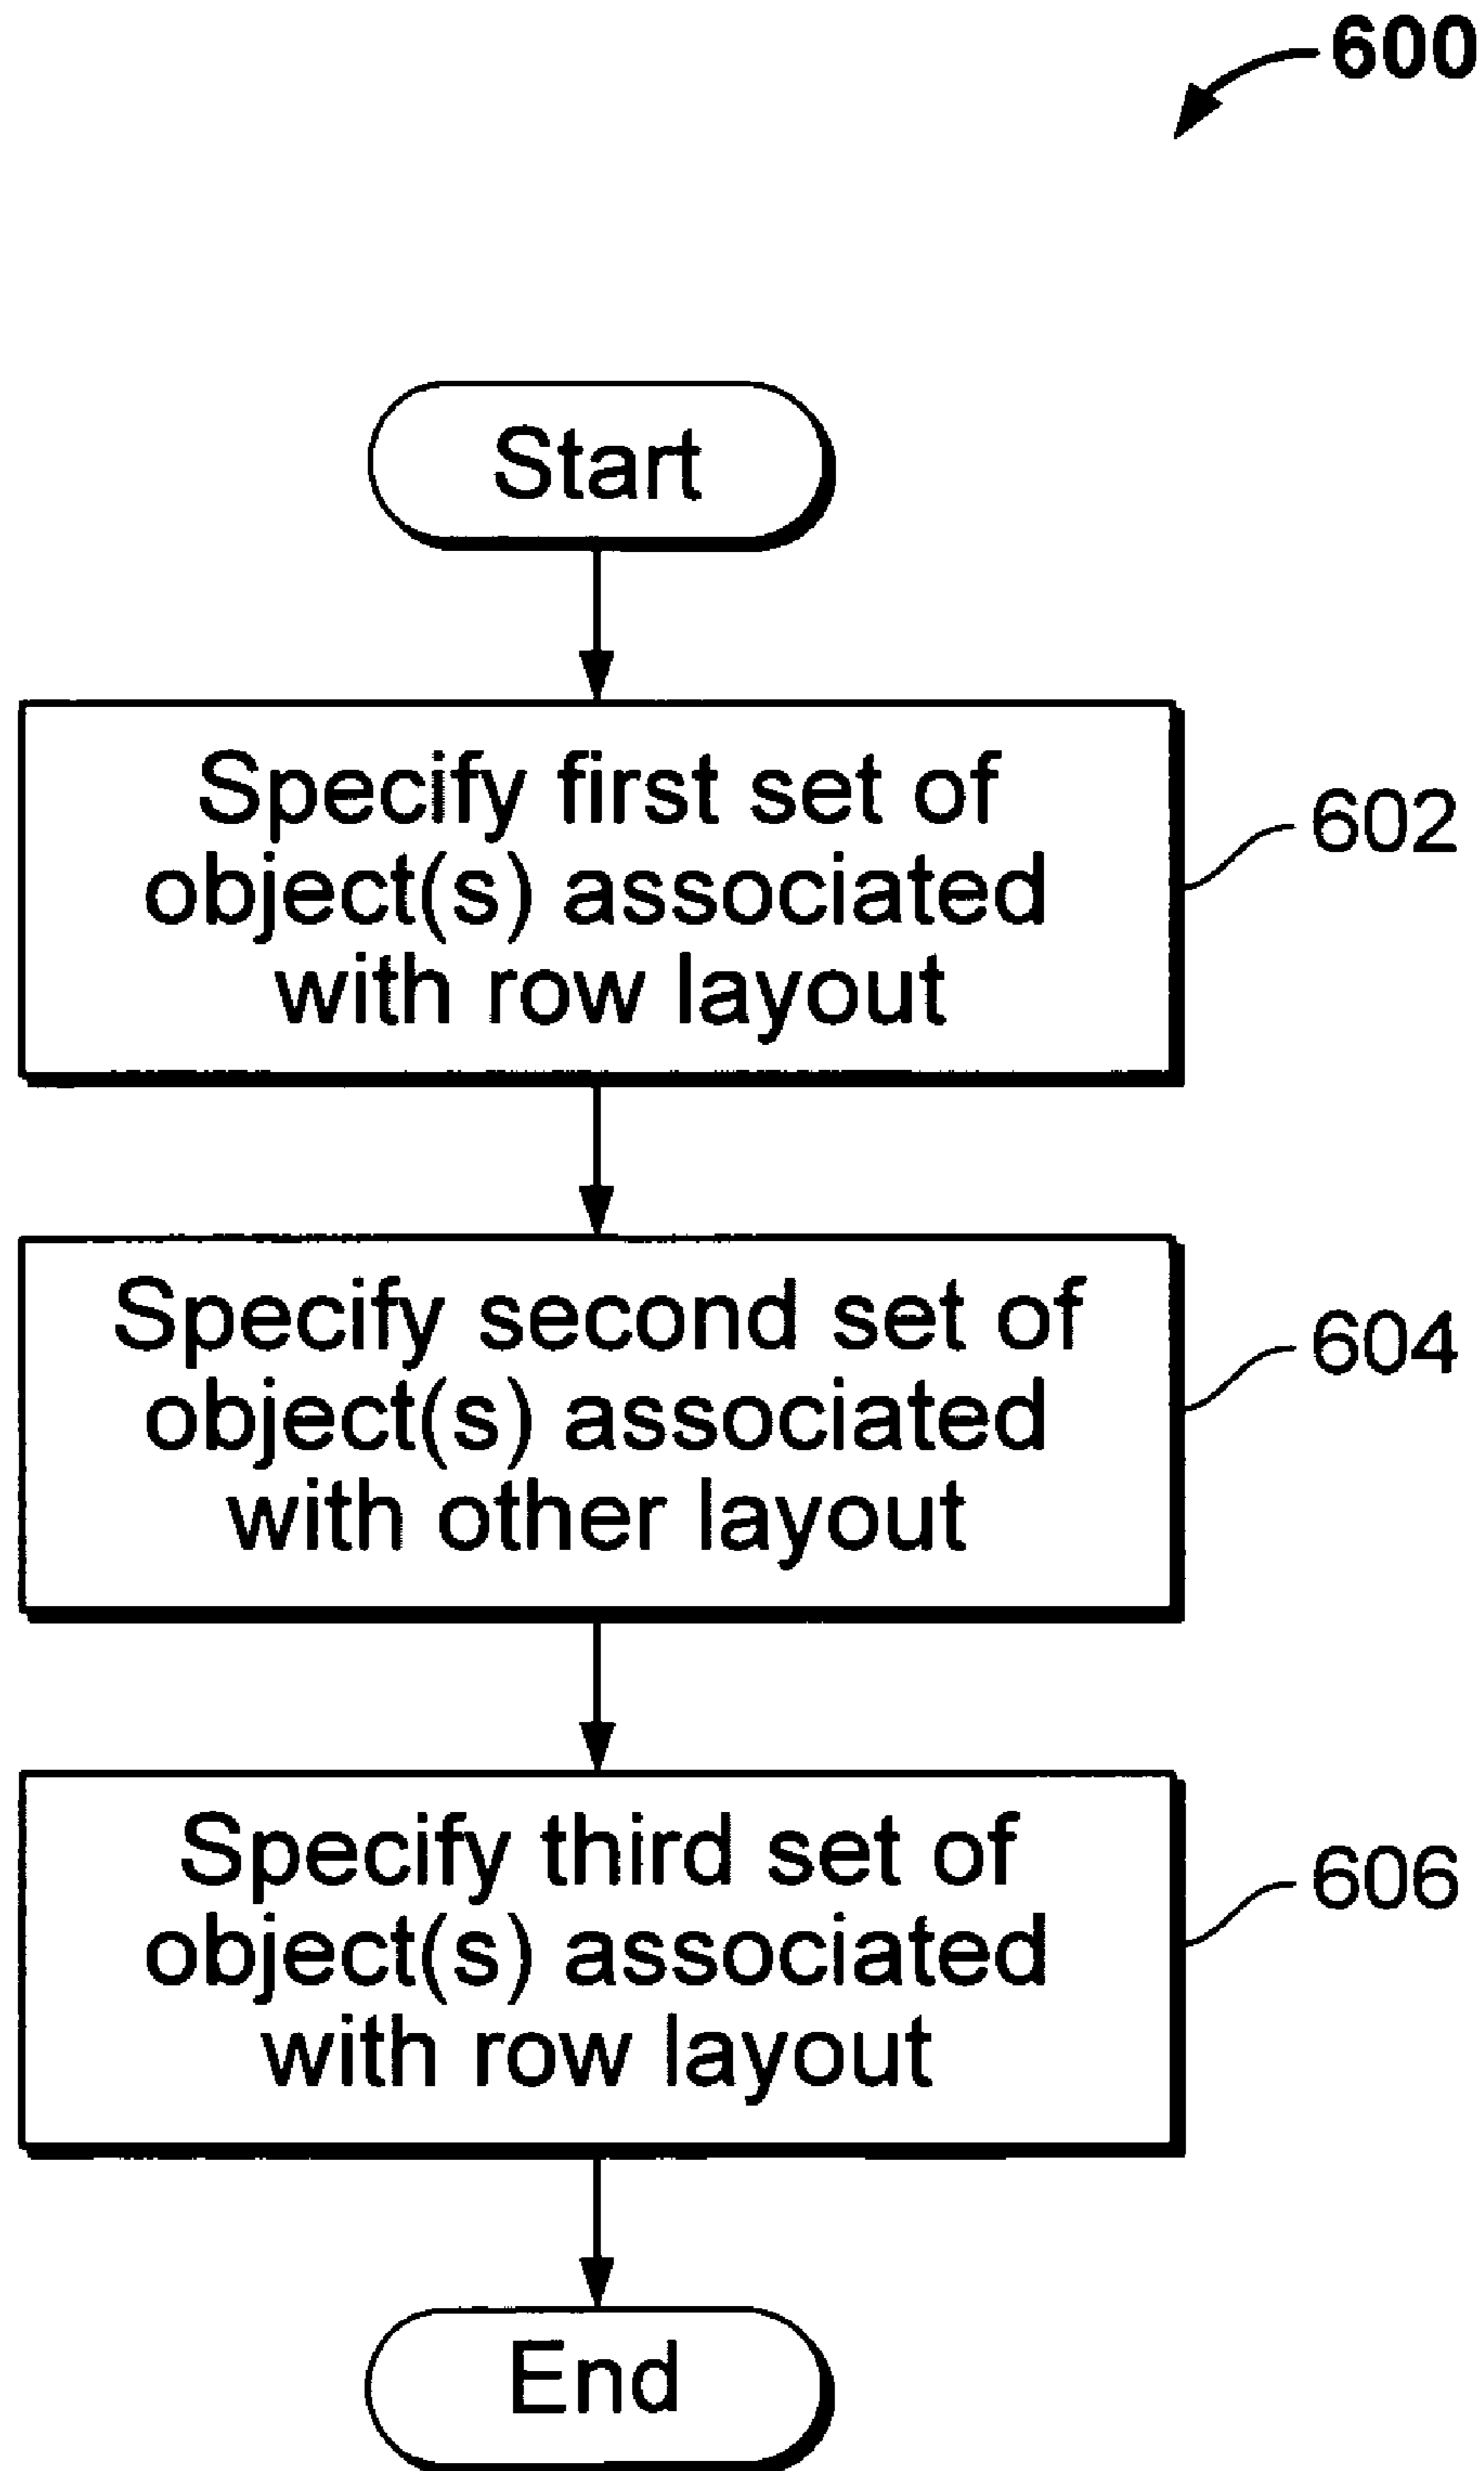 600
Start
Specify first set of
object(s) associated
with row layout
602
Specify second set of
object(s) associated
with other layout
604
Specify third set of
object(s) associated
with row layout
606
End